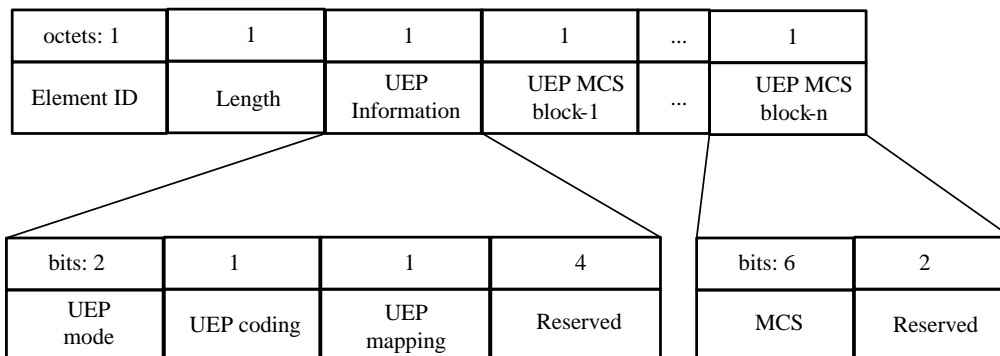 octets: 1 1 1 1 ... 1
Element ID Length UEP Information UEP MCS block-1 ... UEP MCS block-n
bits: 2 1 1 4
UEP mode UEP coding UEP mapping Reserved
bits: 6 2
MCS Reserved